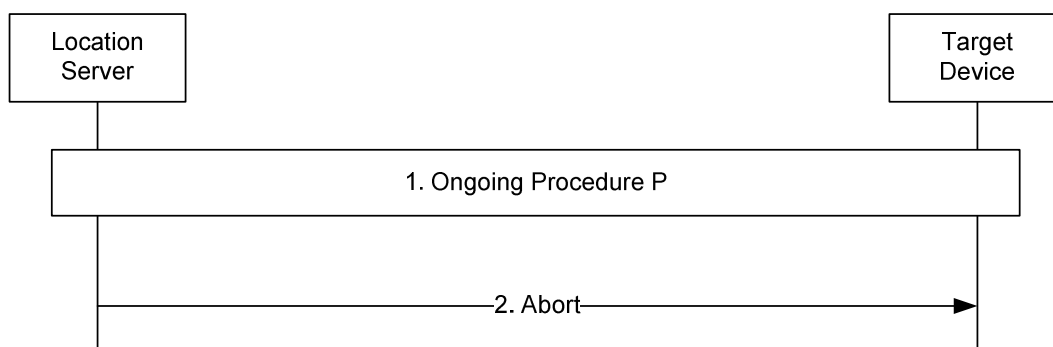 Location
Server
Target
Device
1. Ongoing Procedure P
2. Abort